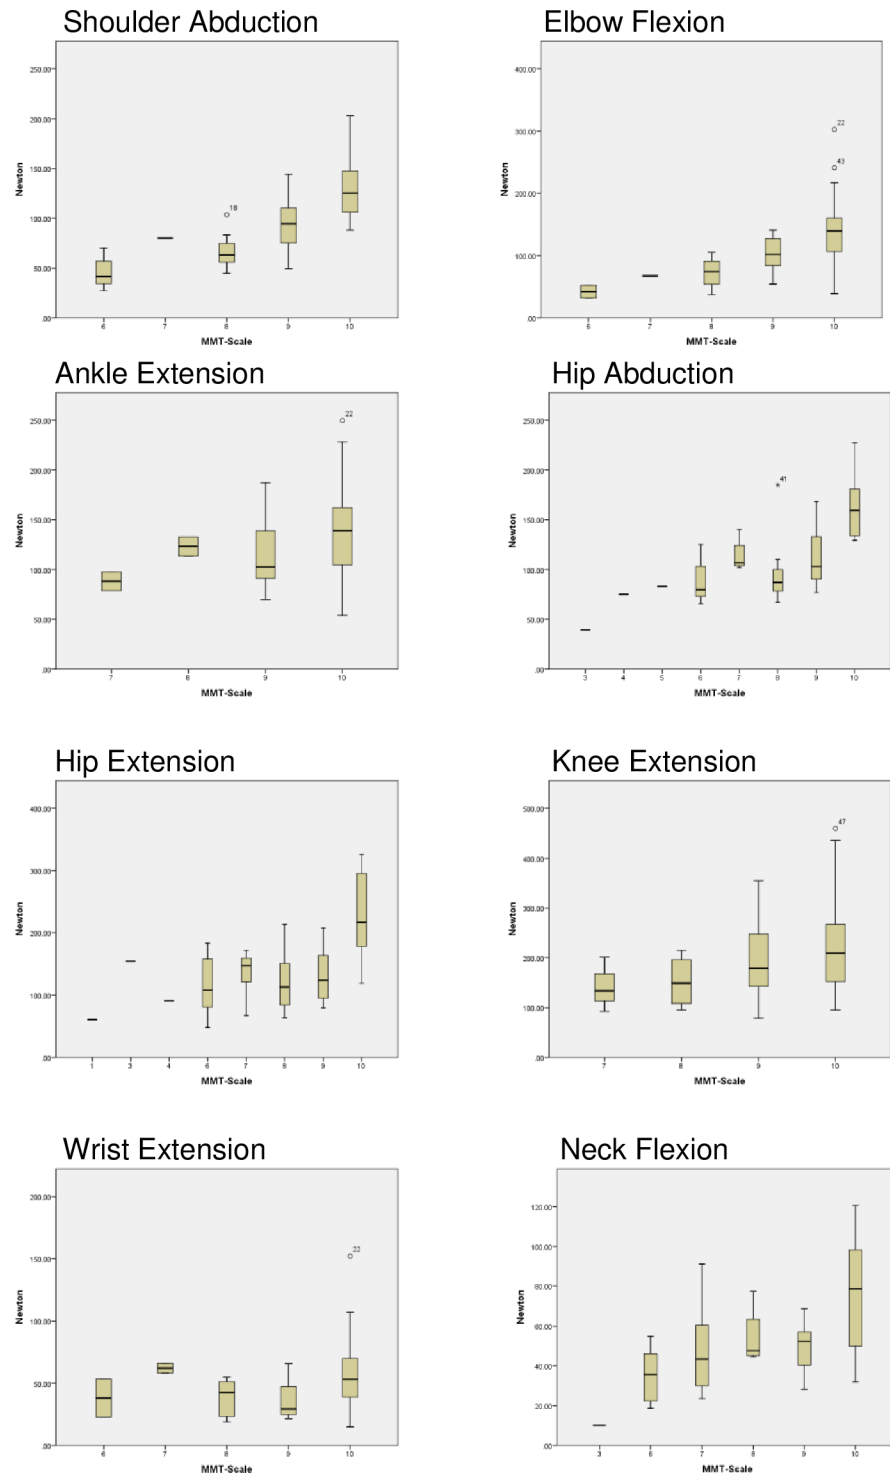 Shoulder Abduction
Elbow Flexion
250.00
200.00
150.00
100.00
50.00
.00
Newton
18
6 7 8 9 10
MMT-Scale
400.00
300.00
200.00
100.00
.00
Newton
22
43
6 7 8 9 10
MMT-Scale
Ankle Extension
Hip Abduction
250.00
200.00
150.00
100.00
50.00
.00
Newton
22
7 8 9 10
MMT-Scale
250.00
200.00
150.00
100.00
50.00
.00
Newton
41
3 4 5 6 7 8 9 10
MMT-Scale
Hip Extension
Knee Extension
400.00
300.00
200.00
100.00
.00
Newton
1 3 4 6 7 8 9 10
MMT-Scale
500.00
400.00
300.00
200.00
100.00
.00
Newton
47
7 8 9 10
MMT-Scale
Wrist Extension
Neck Flexion
200.00
150.00
100.00
50.00
.00
Newton
22
6 7 8 9 10
MMT-Scale
120.00
100.00
80.00
60.00
40.00
20.00
.00
Newton
3 6 7 8 9 10
MMT-Scale